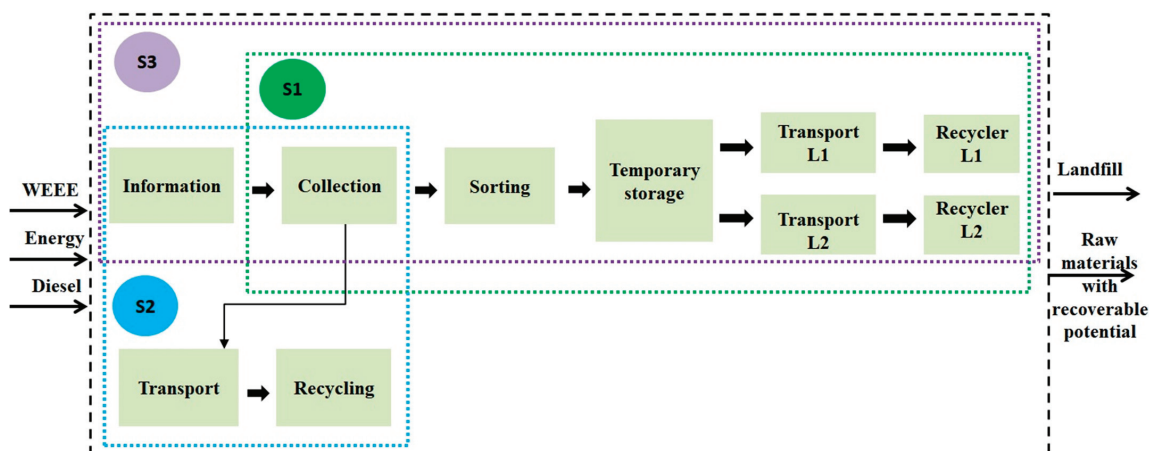 S3
S1
Information
Collection
Sorting
Temporary
storage
Transport
L1
Recycler
L1
Transport
L2
Recycler
L2
WEEE
Energy
Diesel
S2
Transport
Recycling
Landfill
Raw
materials
with
recoverable
potential